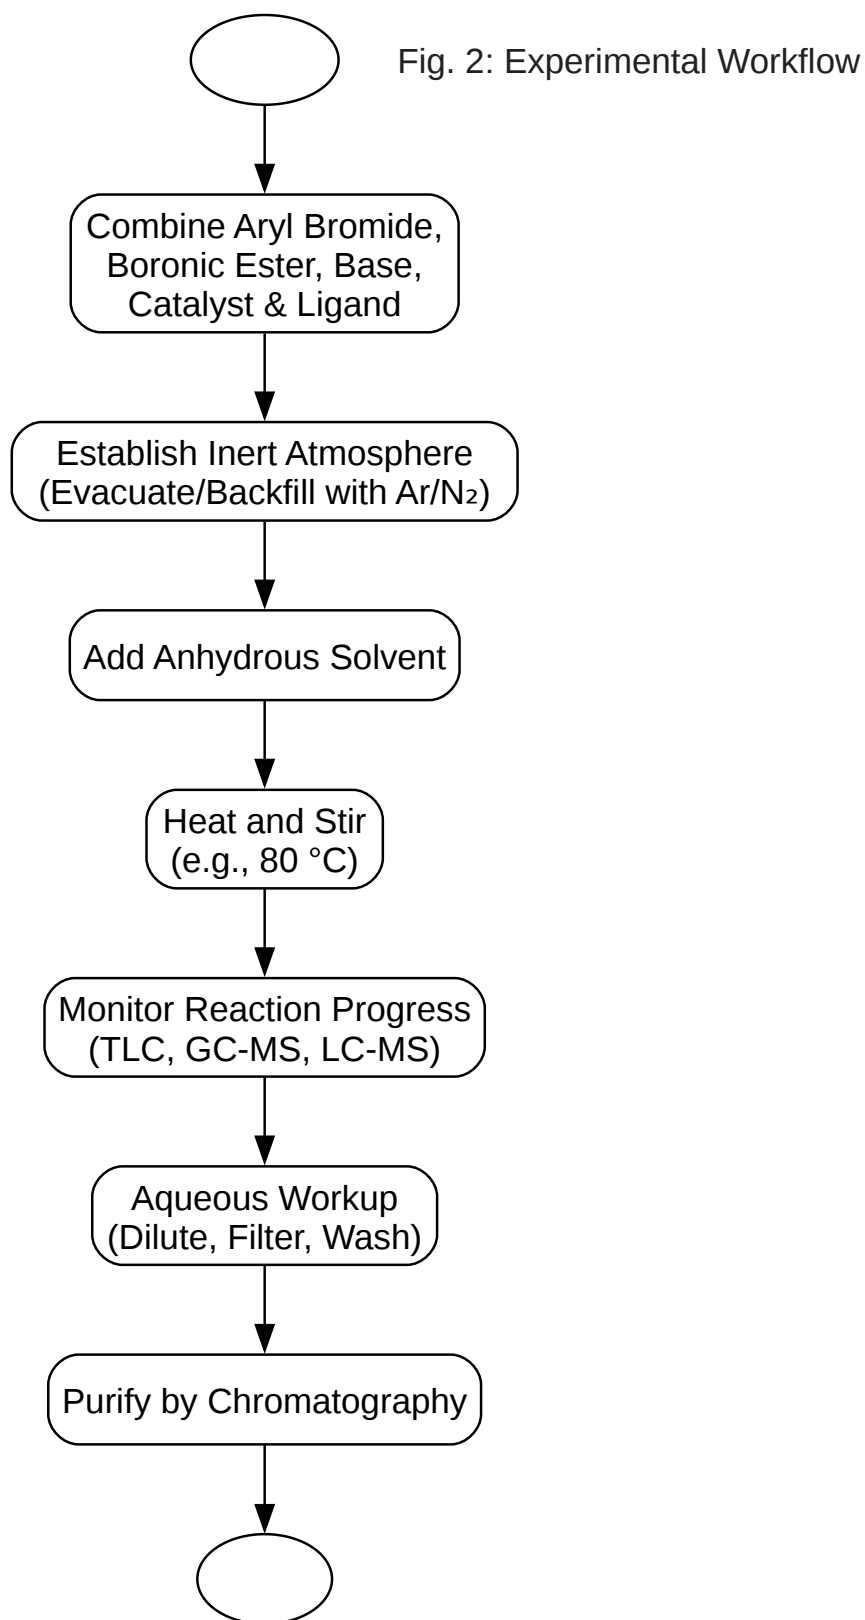 Fig. 2: Experimental Workflow
Combine Aryl Bromide,
Boronic Ester, Base,
Catalyst & Ligand
Establish Inert Atmosphere
(Evacuate/Backfill with Ar/N₂)
Add Anhydrous Solvent
Heat and Stir
(e.g., 80 °C)
Monitor Reaction Progress
(TLC, GC-MS, LC-MS)
Aqueous Workup
(Dilute, Filter, Wash)
Purify by Chromatography